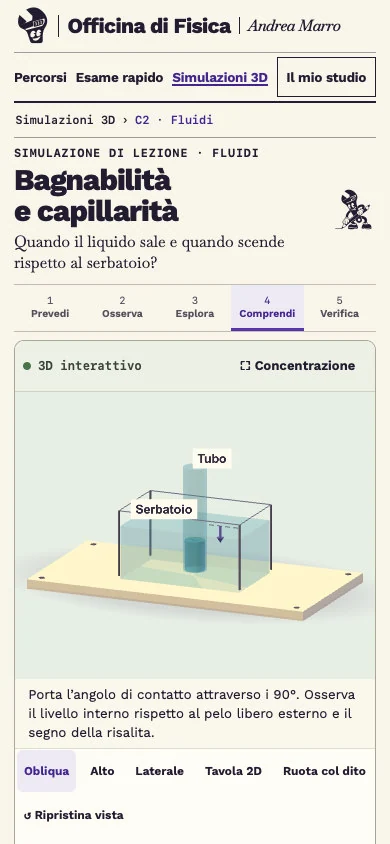 Officina di Fisica | Andrea Marro
Percorsi Esame rapido Simulazioni 3D Il mio studio
Simulazioni 3D › C2 · Fluidi
SIMULAZIONE DI LEZIONE · FLUIDI
Bagnabilità
e capillarità
Quando il liquido sale e quando scende
rispetto al serbatoio?
1 2 3 4 5
Prevedi Osserva Esplora Comprendi Verifica
3D interattivo Concentrazione
Tubo
Serbatoio
Porta l’angolo di contatto attraverso i 90°. Osserva
il livello interno rispetto al pelo libero esterno e il
segno della risalita.
Obliqua Alto Laterale Tavola 2D Ruota col dito
↺ Ripristina vista